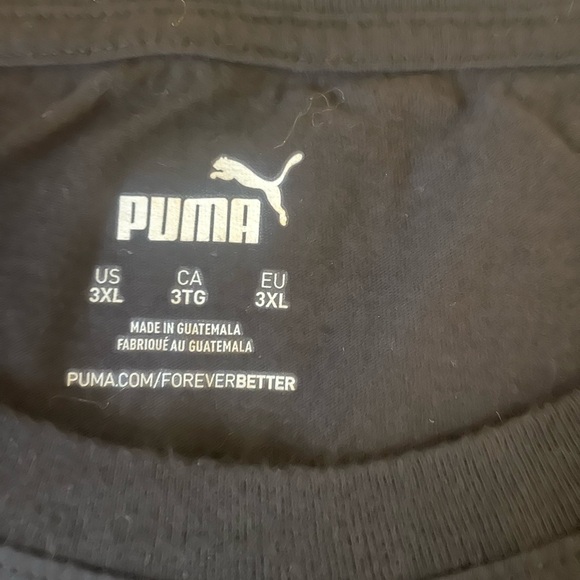 PUMA
US CA EU
3XL 3TG 3XL
MADE IN GUATEMALA
FABRIQUÉ AU GUATEMALA
PUMA.COM/FOREVERBETTER